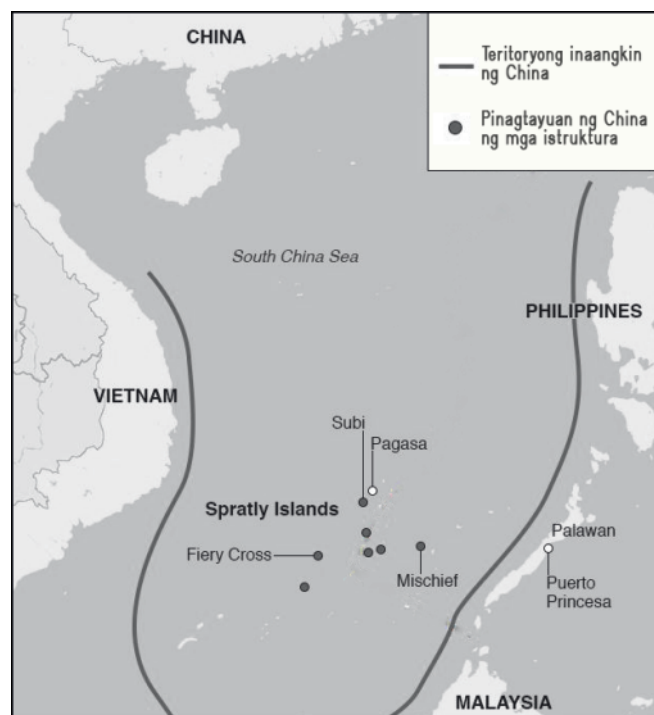 CHINA
Teritoryong inaangkin
ng China
Pinagtayuan ng China
ng mga istruktura
South China Sea
PHILIPPINES
VIETNAM
Subi
Pagasa
Spratly Islands
Fiery Cross
Mischief
Palawan
Puerto
Princesa
MALAYSIA